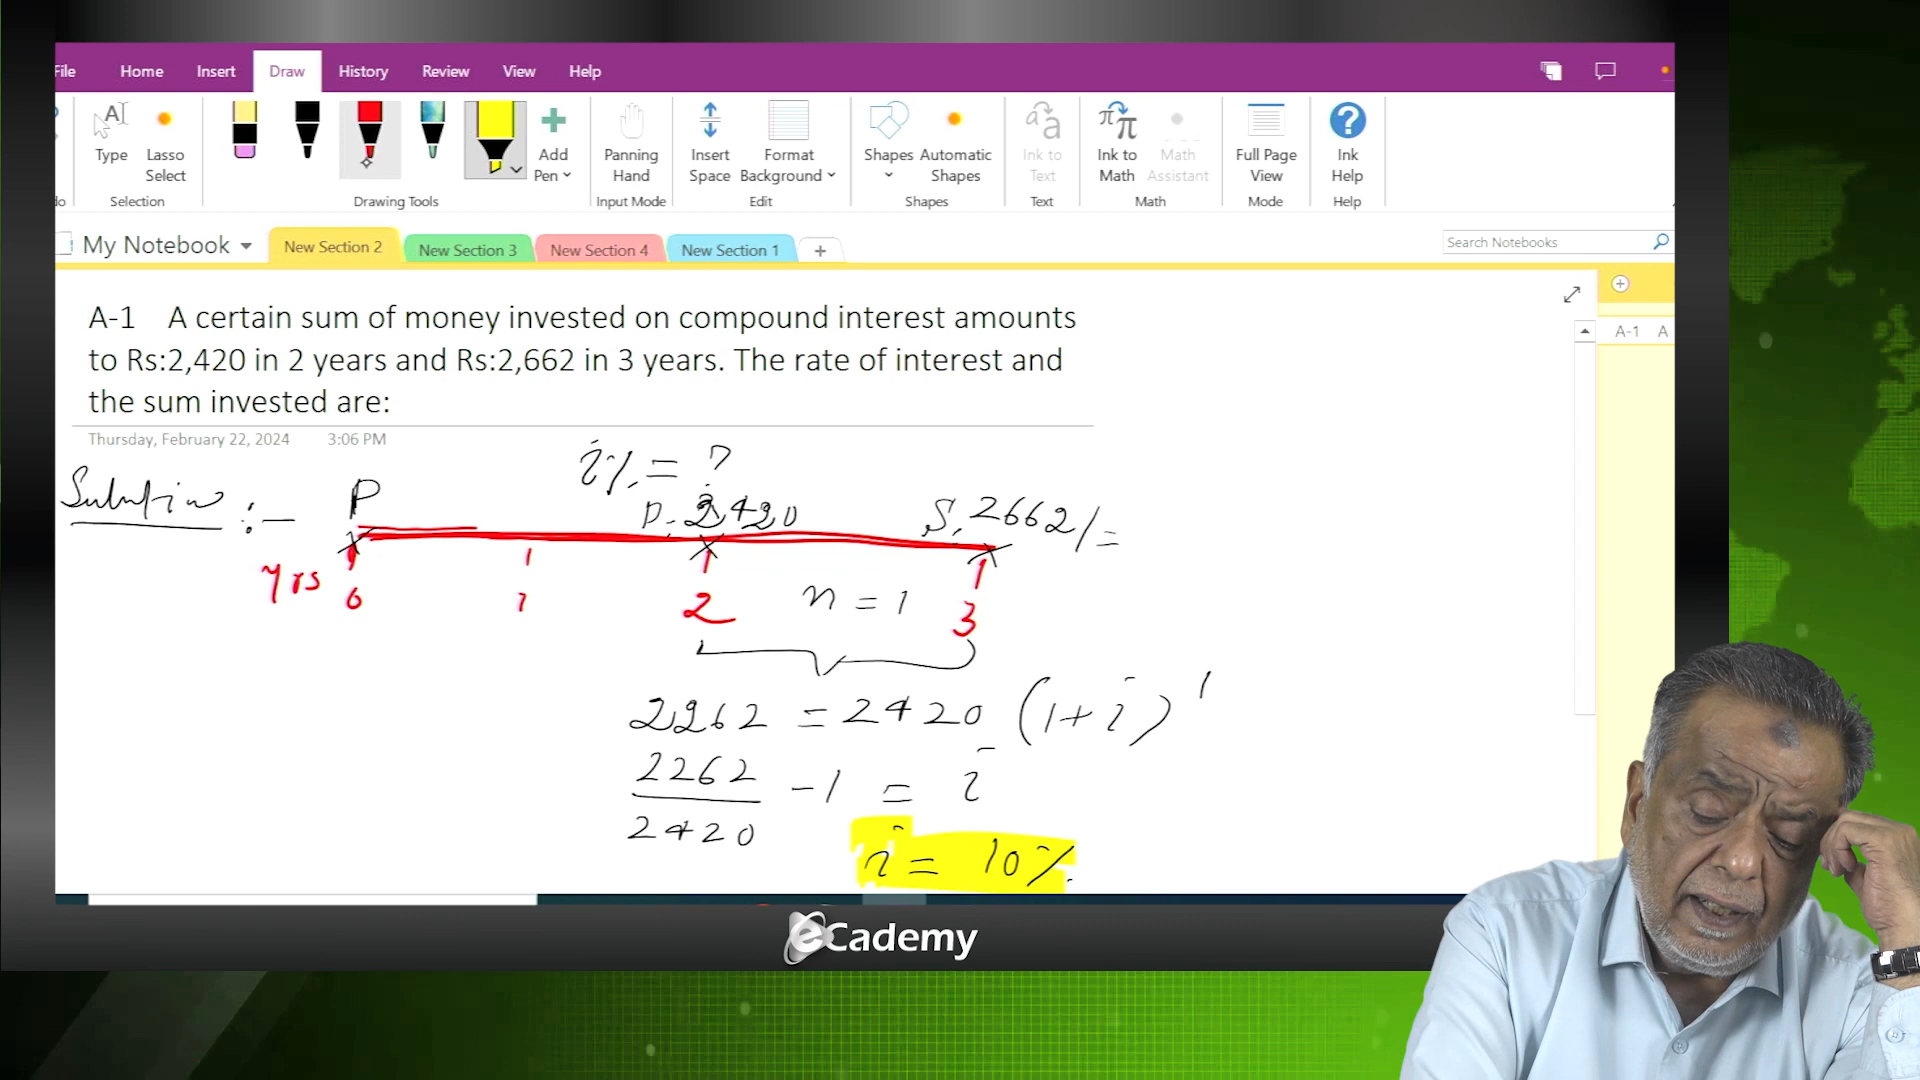 File Home Insert Draw History Review View Help
Type Lasso Select Add Pen Panning Hand Insert Space Format Background Shapes Automatic Shapes Ink to Text Ink to Math Math Assistant Full Page View Ink Help
Selection Drawing Tools Input Mode Edit Shapes Text Math Mode Help
My Notebook New Section 2 New Section 3 New Section 4 New Section 1 + Search Notebooks
A-1 A certain sum of money invested on compound interest amounts
to Rs:2,420 in 2 years and Rs:2,662 in 3 years. The rate of interest and
the sum invested are:
A-1 A
Thursday, February 22, 2024 3:06 PM
i% = ?
Solution :- P P. 2420 S. 2662/=
yrs 0 1 2 n = 1 3
2262 = 2420 (1+i)¹
2262/2420 - 1 = i
i = 10%.
eCademy